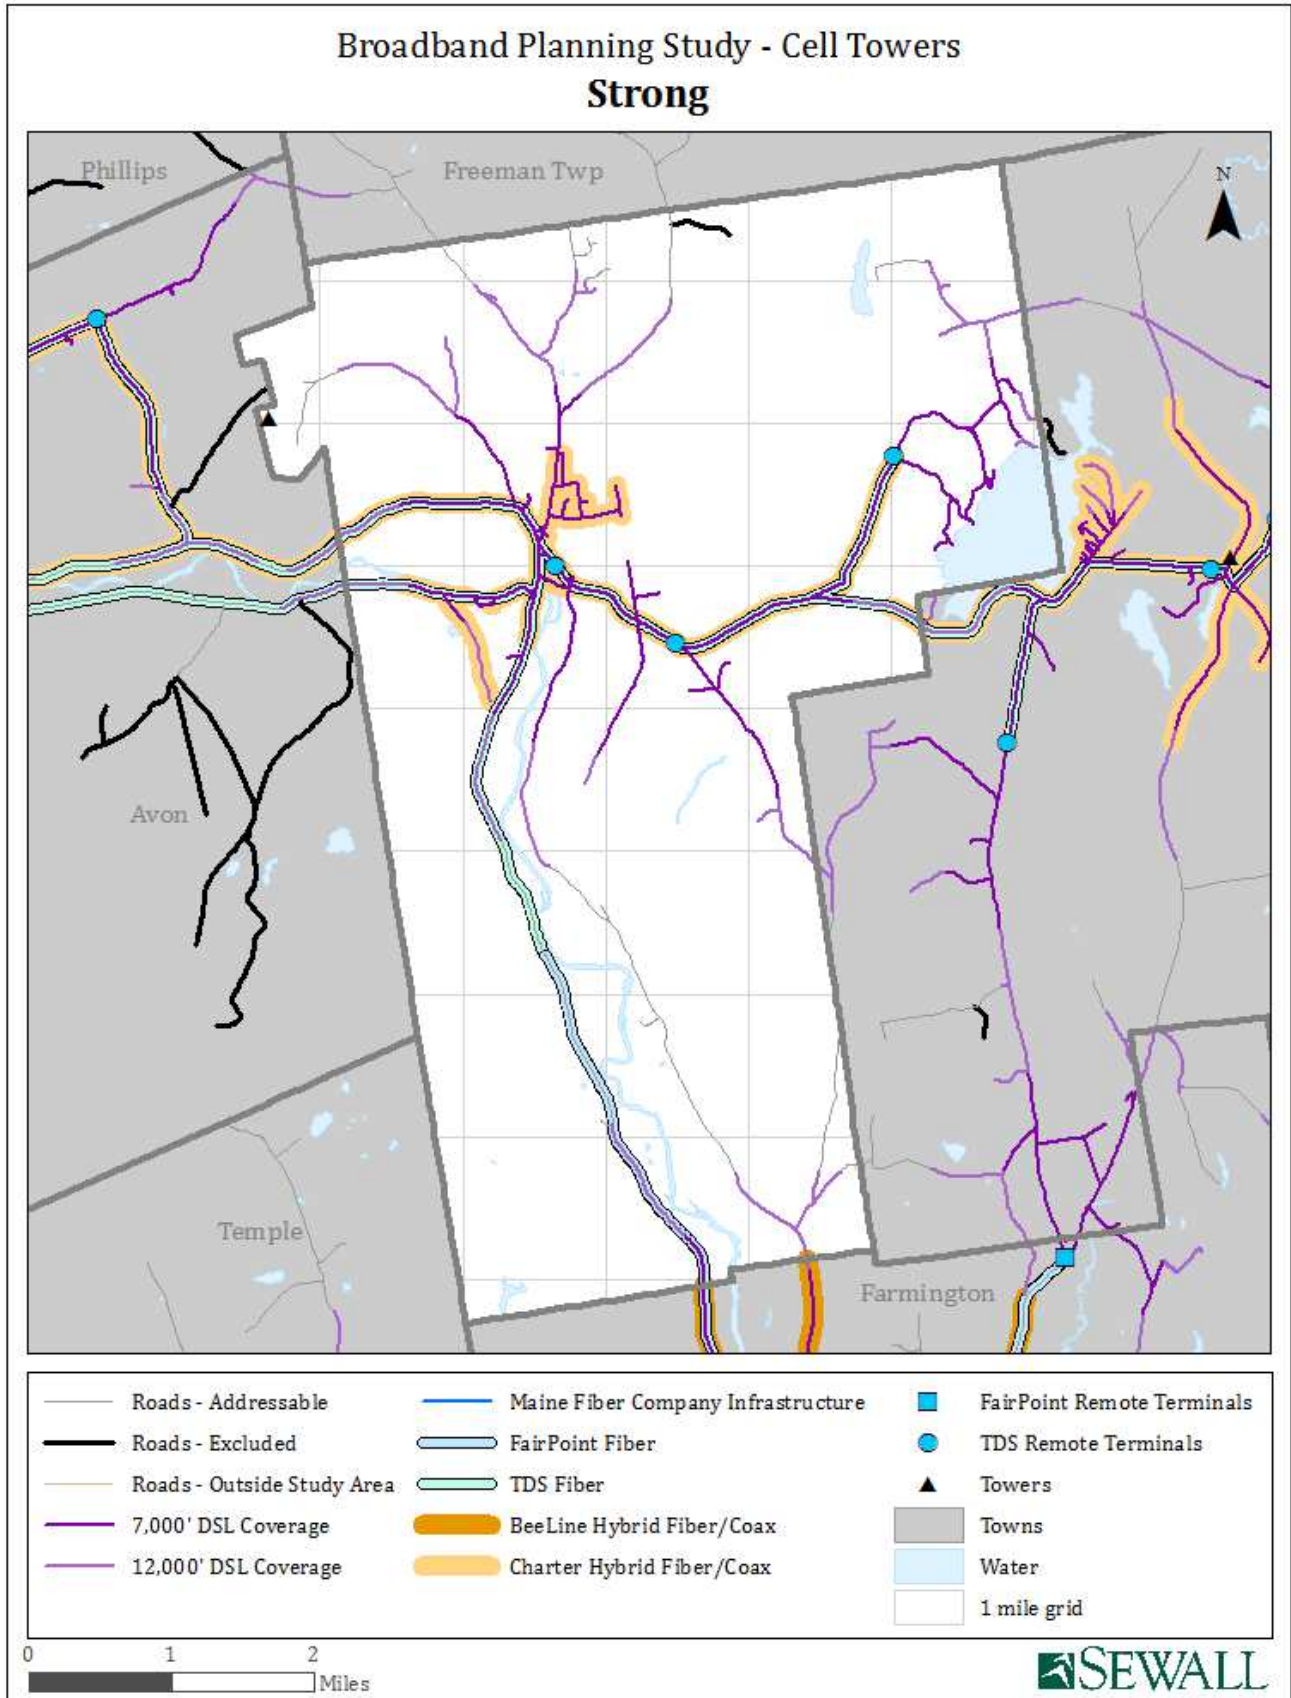 Broadband Planning Study - Cell Towers
Strong
Phillips
Freeman Twp
N
Avon
Temple
Farmington
Roads - Addressable
Roads - Excluded
Roads - Outside Study Area
7,000' DSL Coverage
12,000' DSL Coverage
Maine Fiber Company Infrastructure
FairPoint Fiber
TDS Fiber
BeeLine Hybrid Fiber/Coax
Charter Hybrid Fiber/Coax
FairPoint Remote Terminals
TDS Remote Terminals
Towers
Towns
Water
1 mile grid
0 1 2
Miles
SEWALL